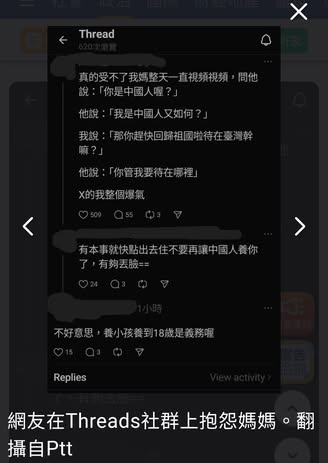 Thread
620次瀏覽
真的受不了我媽整天一直視頻視頻，問他
說：「你是中國人喔？」
他說：「我是中國人又如何？」
我說：「那你趕快回歸祖國啦待在臺灣幹
嘛？」
他說：「你管我要待在哪裡」
X的我整個爆氣
509 55 3
有本事就快點出去住不要再讓中國人養你
了，有夠丟臉==
24 3
1小時
不好意思，養小孩養到18歲是義務喔
15 3
Replies View activity
網友在Threads社群上抱怨媽媽。翻
攝自Ptt